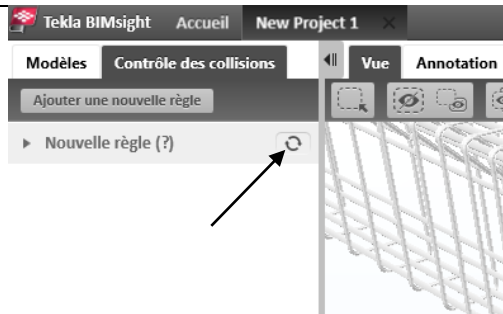 Tekla BIMsight Accueil New Project 1
Modèles Contrôle des collisions Vue Annotation
Ajouter une nouvelle règle
Nouvelle règle (?)